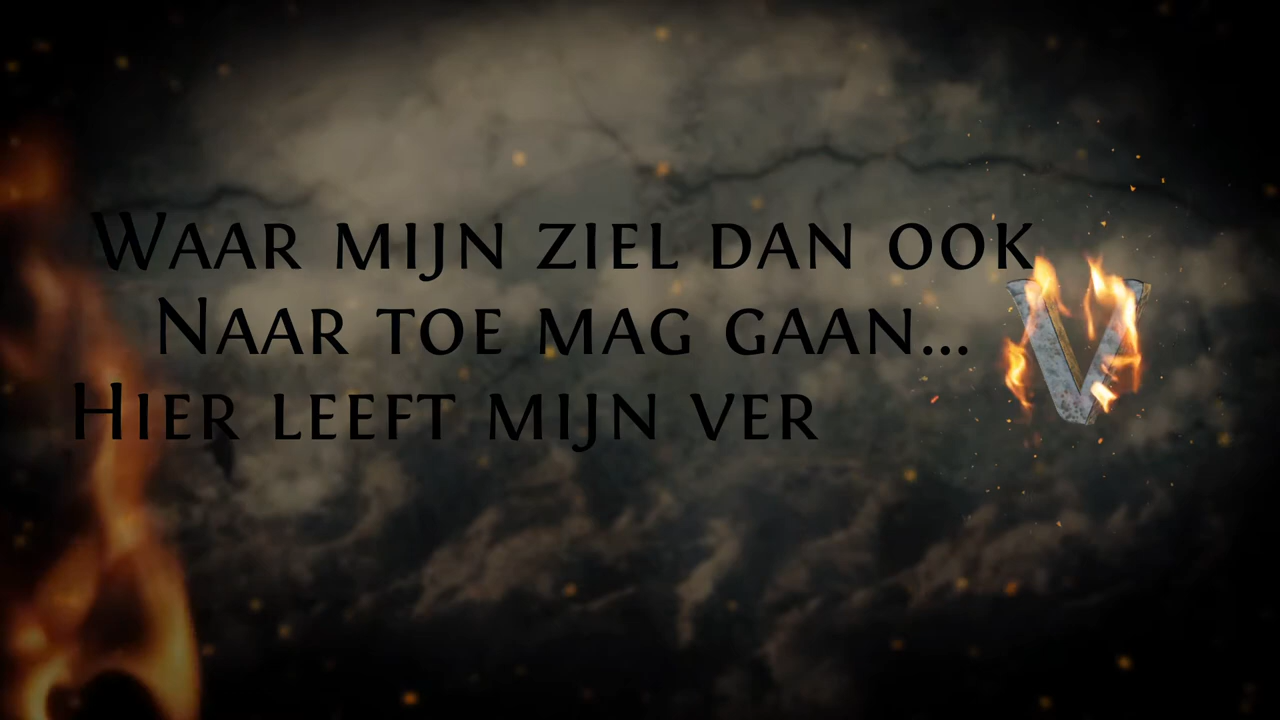 Waar mijn ziel dan ook
Naar toe mag gaan...
Hier leeft mijn ver
V